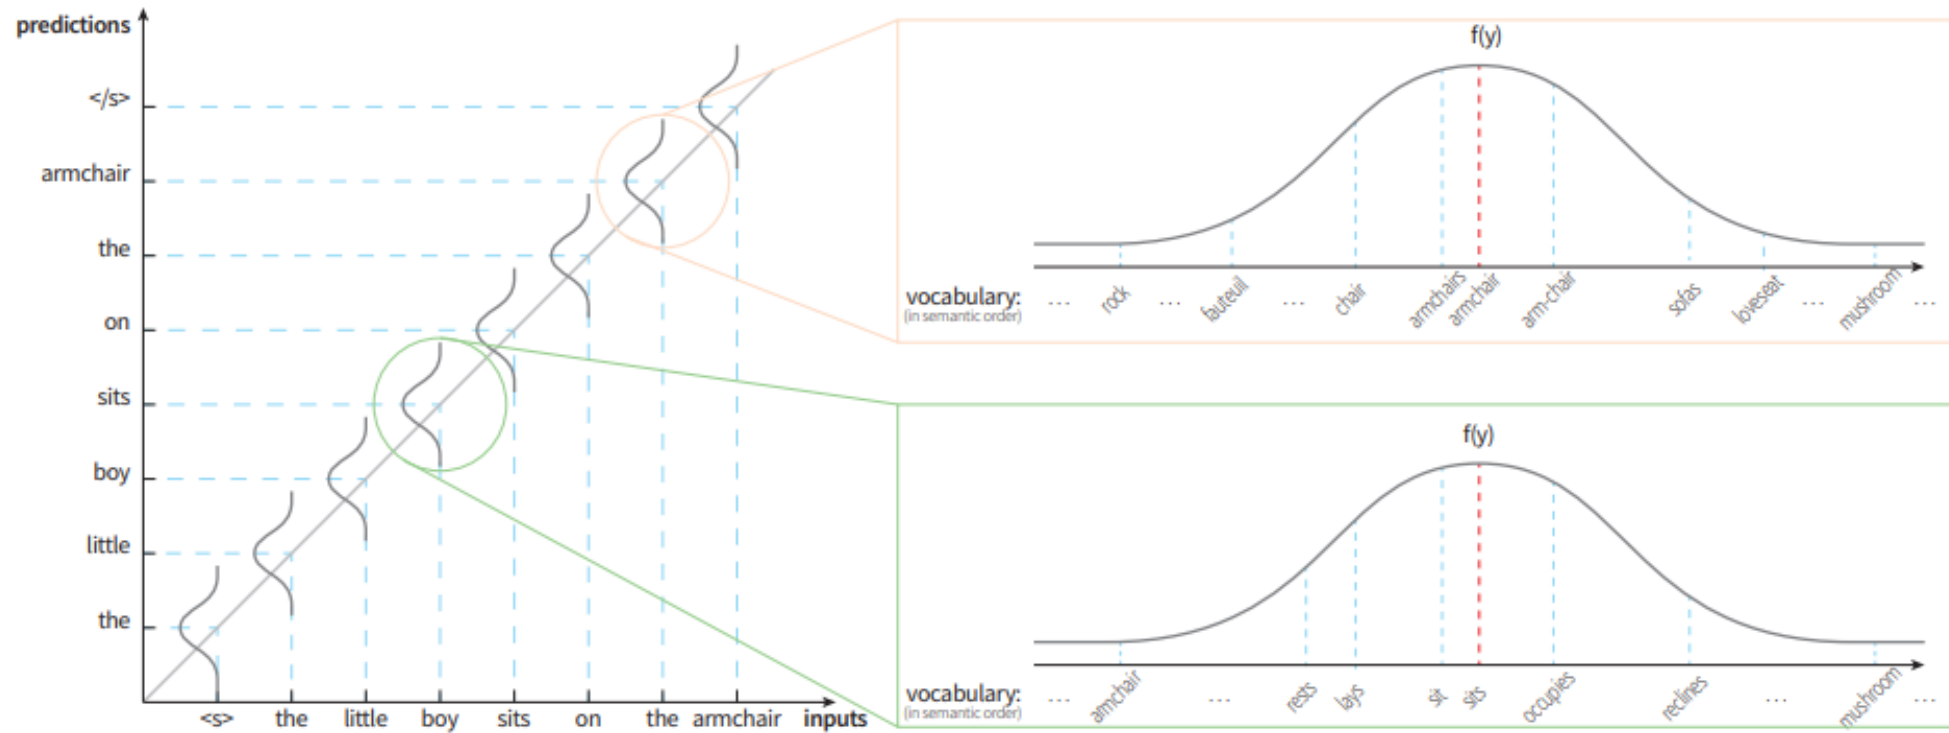 predictions
</s>
armchair
the
on
sits
boy
little
the
<s> the little boy sits on the armchair inputs
f(y)
vocabulary: ... rock ... fauteuil ... chair armchairs armchair arm-chair sofas loveseat ... mushroom ...
(in semantic order)
f(y)
vocabulary: ... armchair ... rests lays sit sits occupies reclines ... mushroom ...
(in semantic order)